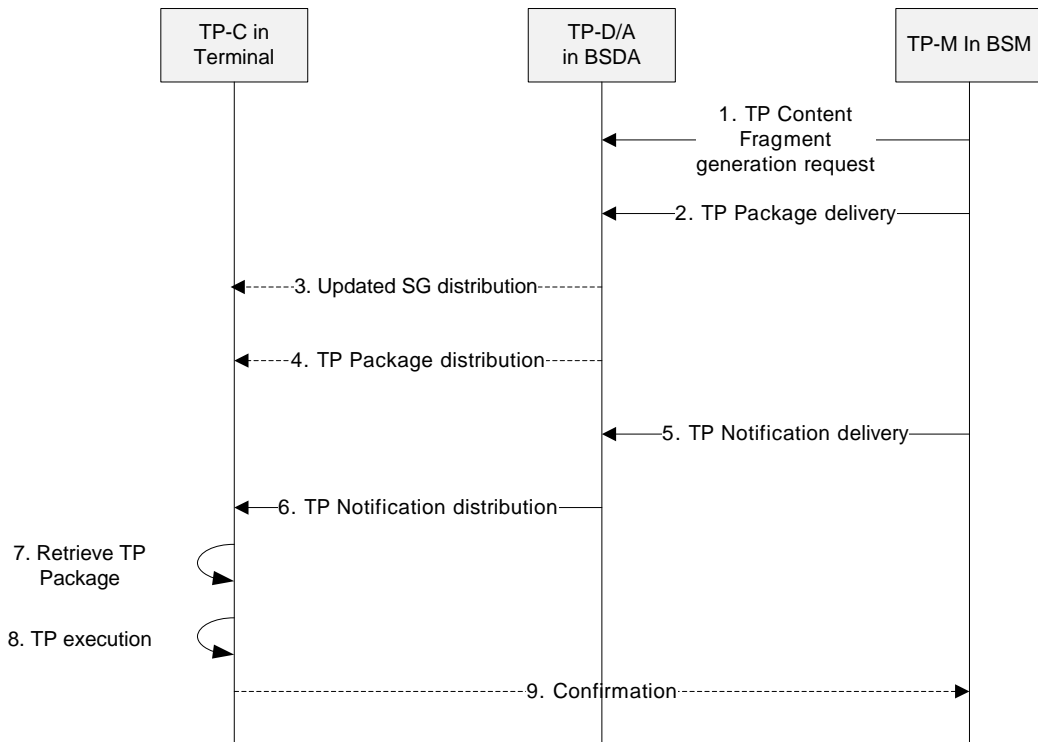 TP-C in
Terminal
TP-D/A
in BSDA
TP-M In BSM
1. TP Content
Fragment
generation request
2. TP Package delivery
3. Updated SG distribution
4. TP Package distribution
5. TP Notification delivery
6. TP Notification distribution
7. Retrieve TP
Package
8. TP execution
9. Confirmation